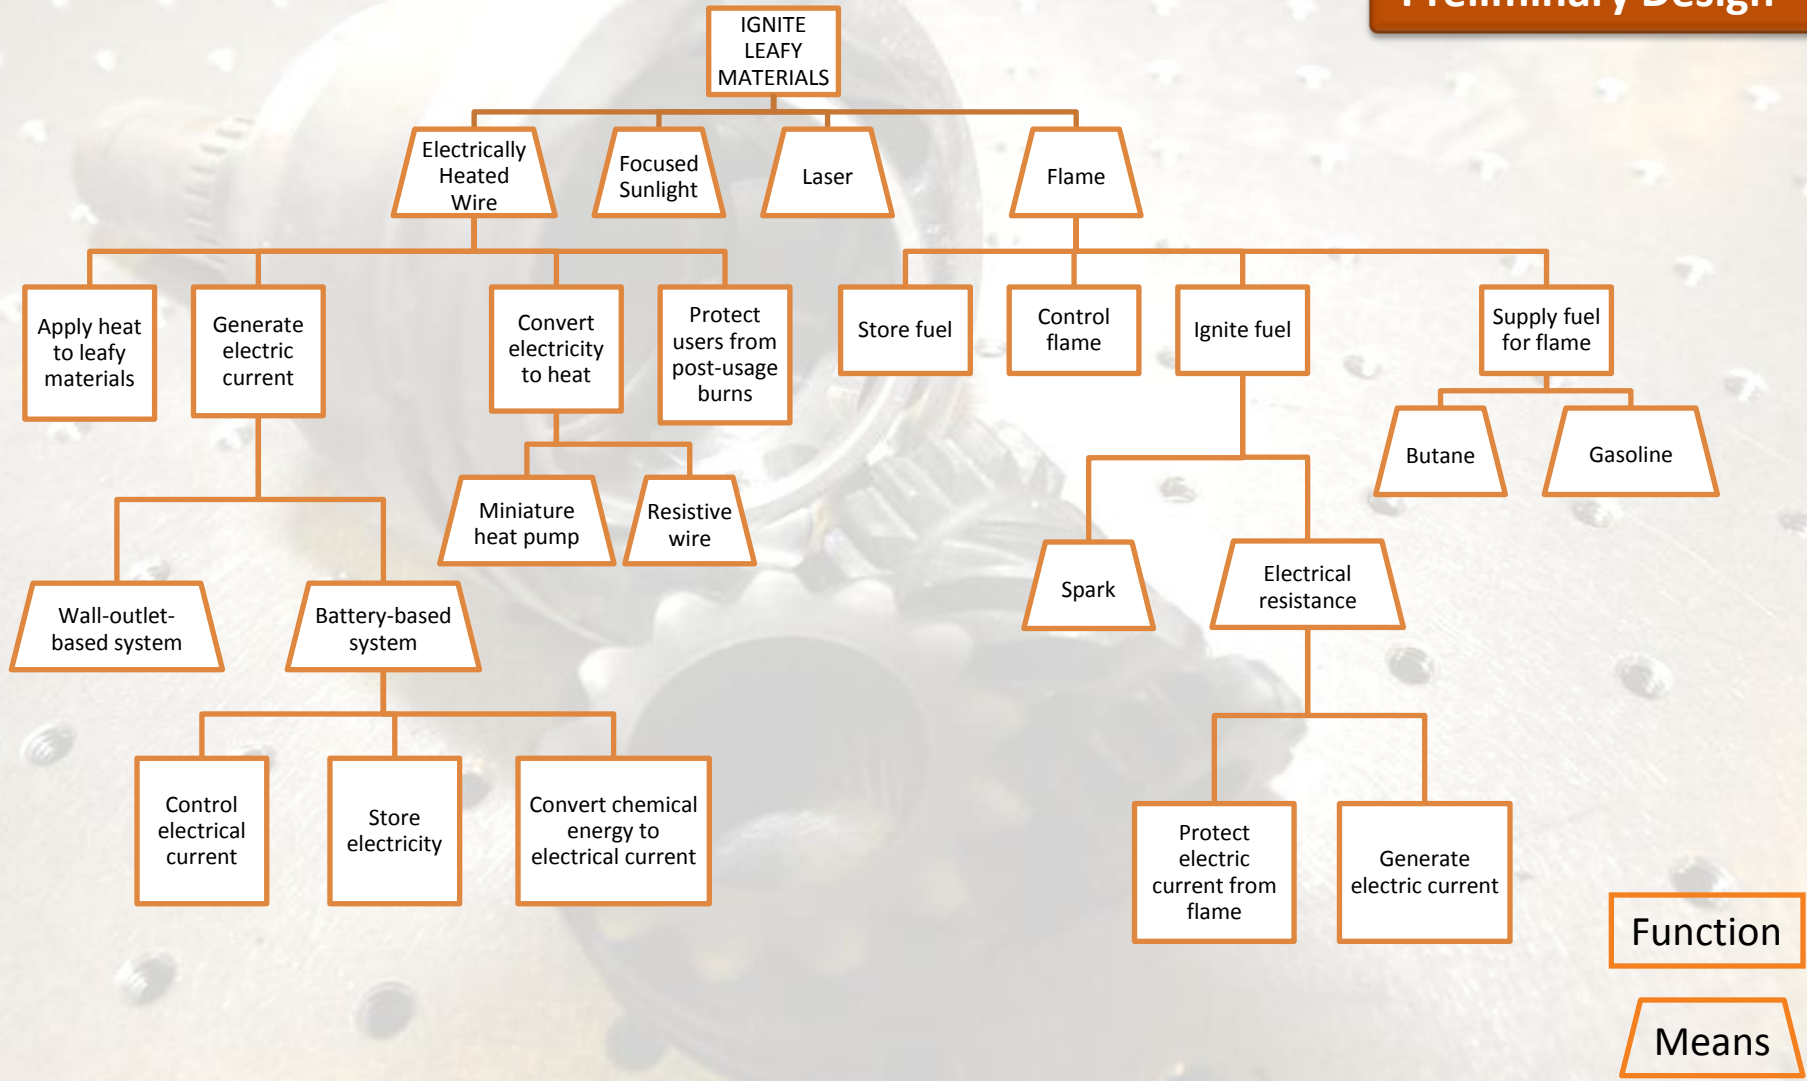 Preliminary Design
IGNITE
LEAFY
MATERIALS
Electrically
Heated
Wire
Focused
Sunlight
Laser
Flame
Apply heat
to leafy
materials
Generate
electric
current
Convert
electricity
to heat
Protect
users from
post-usage
burns
Store fuel
Control
flame
Ignite fuel
Supply fuel
for flame
Miniature
heat pump
Resistive
wire
Butane
Gasoline
Wall-outlet-
based system
Battery-based
system
Spark
Electrical
resistance
Control
electrical
current
Store
electricity
Convert chemical
energy to
electrical current
Protect
electric
current from
flame
Generate
electric current
Function
Means